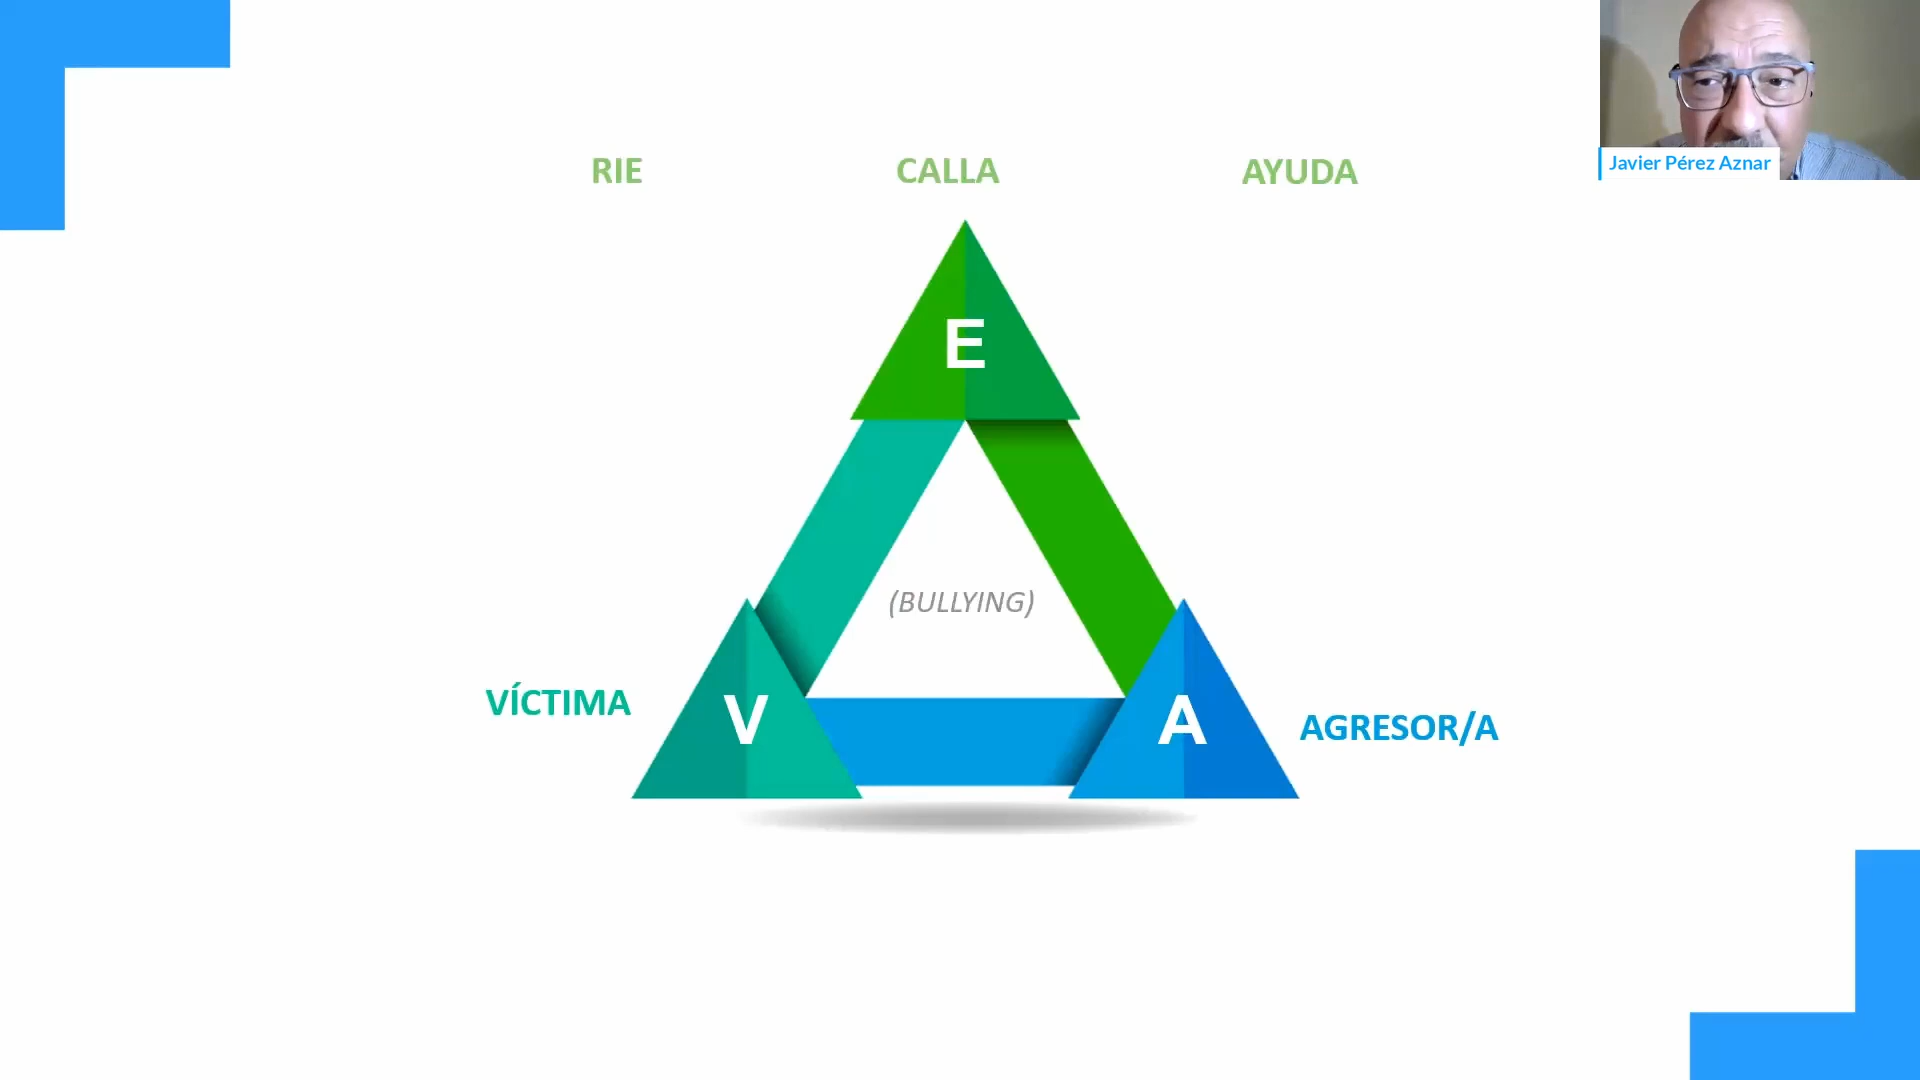 RIE
CALLA
AYUDA
Javier Pérez Aznar
E
(BULLYING)
VÍCTIMA
V
A
AGRESOR/A